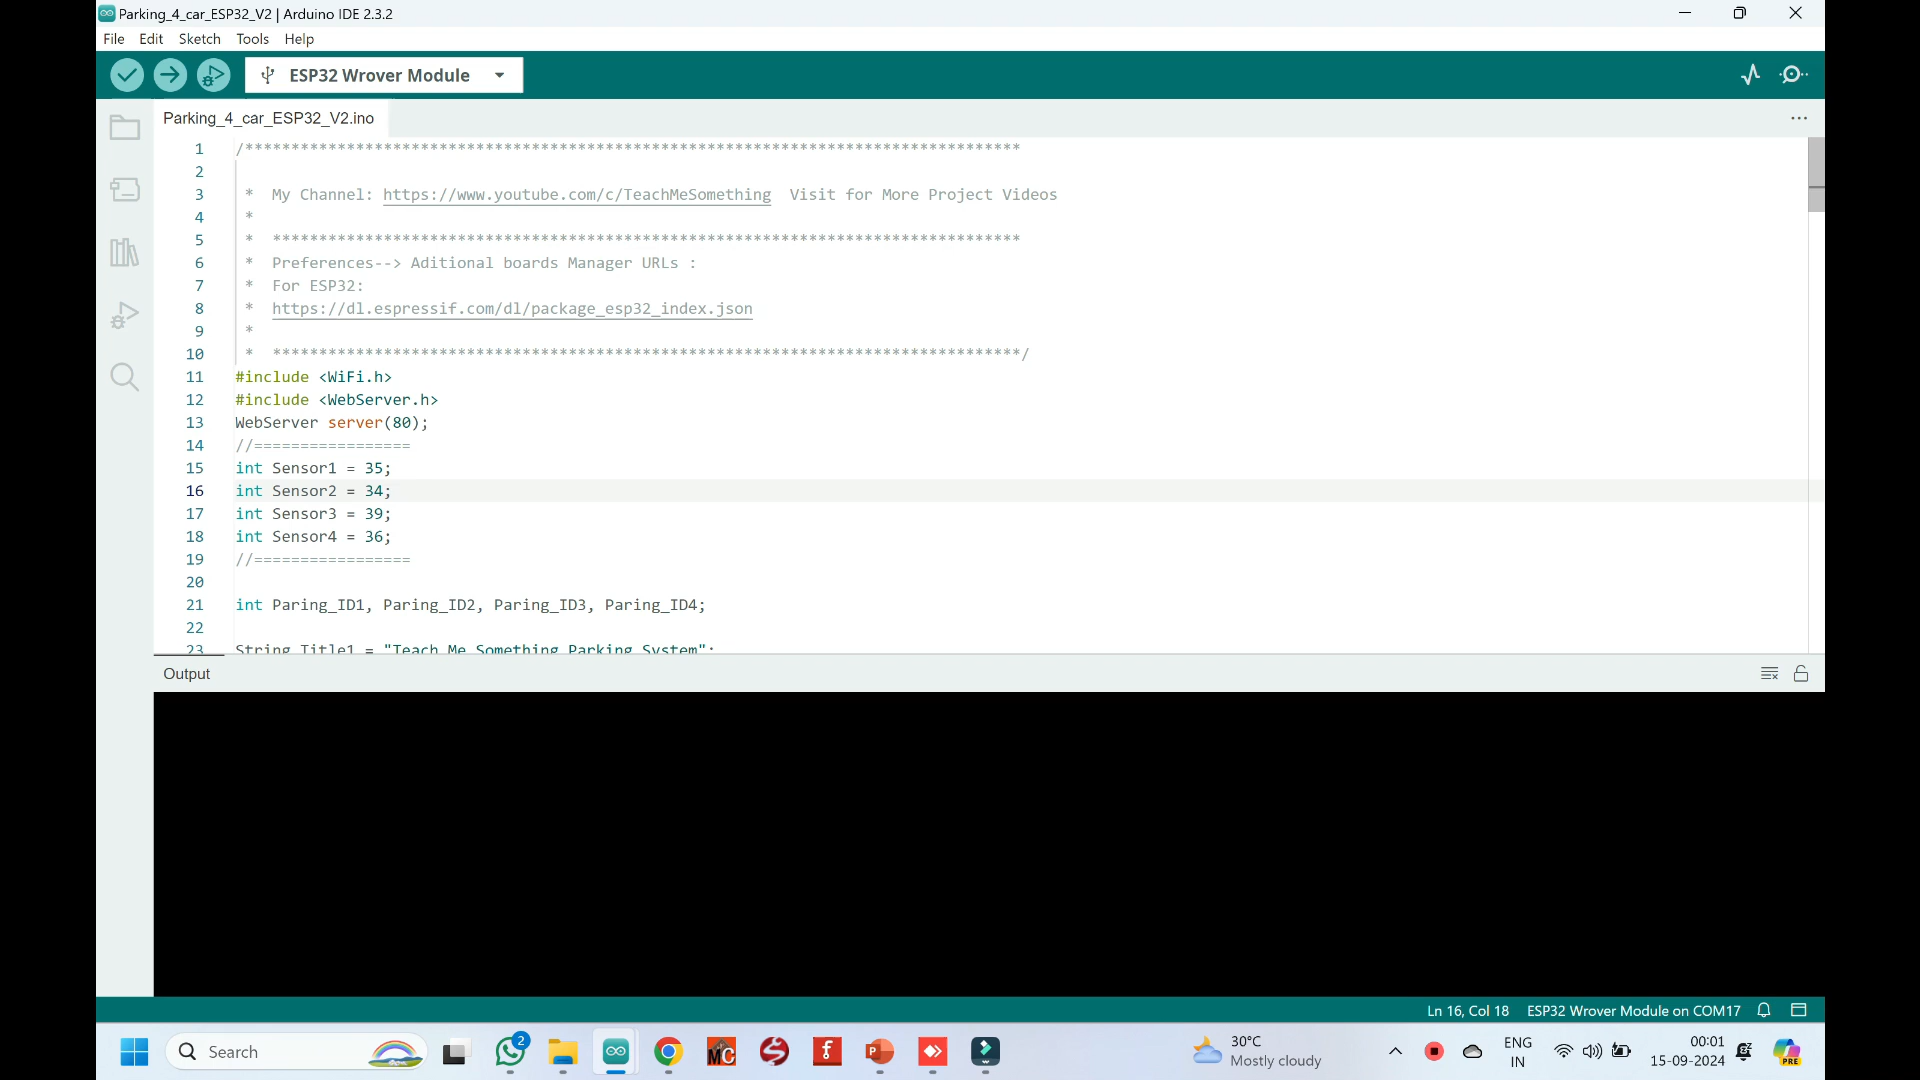 Parking_4_car_ESP32_V2 | Arduino IDE 2.3.2
File Edit Sketch Tools Help
ESP32 Wrover Module
Parking_4_car_ESP32_V2.ino
1 /************************************************************************************
2
3 * My Channel: https://www.youtube.com/c/TeachMeSomething Visit for More Project Videos
4 *
5 * *********************************************************************************
6 * Preferences--> Aditional boards Manager URLs :
7 * For ESP32:
8 * https://dl.espressif.com/dl/package_esp32_index.json
9 *
10 * *********************************************************************************/
11 #include <WiFi.h>
12 #include <WebServer.h>
13 WebServer server(80);
14 //=================
15 int Sensor1 = 35;
16 int Sensor2 = 34;
17 int Sensor3 = 39;
18 int Sensor4 = 36;
19 //=================
20
21 int Paring_ID1, Paring_ID2, Paring_ID3, Paring_ID4;
22
23 String Title1 = "Teach Me Something Parking System";
Output
Ln 16, Col 18 ESP32 Wrover Module on COM17
Search
2
MC
f
P
30°C
Mostly cloudy
ENG
IN
00:01
15-09-2024
PRE